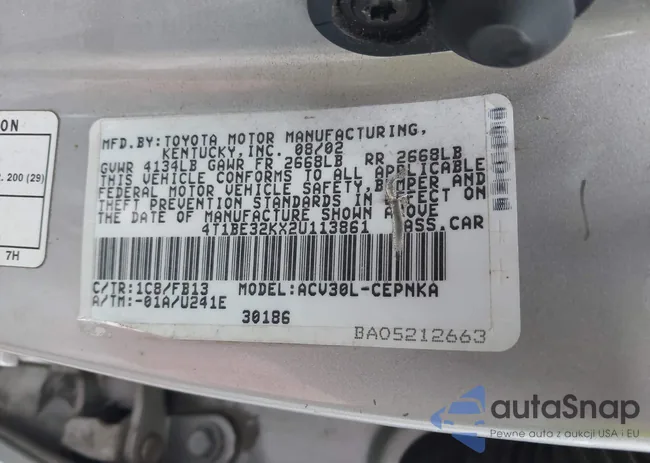 ON
. 200 (29)
7H
MFD.BY:TOYOTA MOTOR MANUFACTURING,
KENTUCKY,INC. 08/02
GVWR 4134LB GAWR FR 2668LB RR 2668LB
THIS VEHICLE CONFORMS TO ALL APPLICABLE
FEDERAL MOTOR VEHICLE SAFETY, BUMPER AND
THEFT PREVENTION STANDARDS IN EFFECT ON
THE DATE OF MANUFACTURE SHOWN ABOVE
4T1BE32KX2U113861 PASS.CAR
C/TR:1C8/FB13 MODEL:ACV30L-CEPNKA
A/TM:-01A/U241E
30186
BA05212663
autaSnap
Pewne auta z aukcji USA i EU